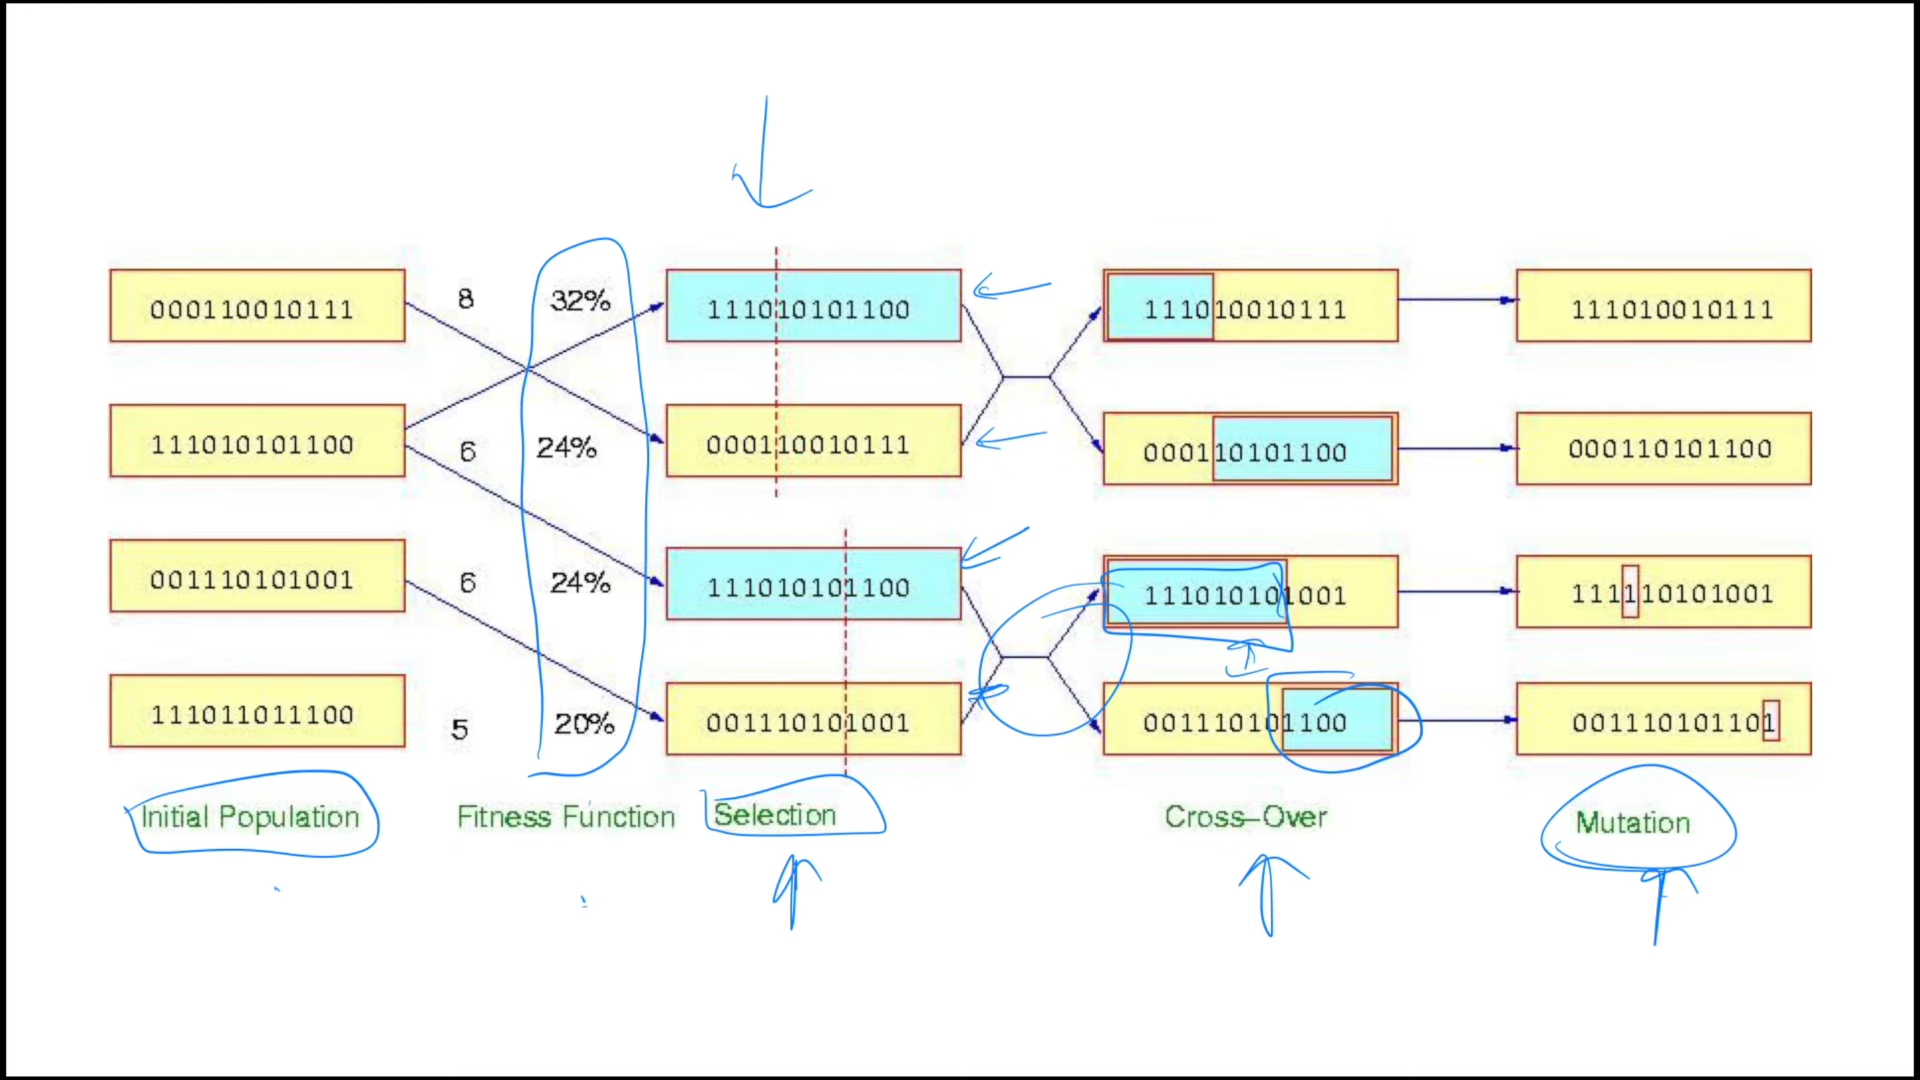 000110010111 8 32% 111010101100 111010010111 111010010111
111010101100 6 24% 000110010111 000110101100 000110101100
001110101001 6 24% 111010101100 111010101001 111110101001
111011011100 5 20% 001110101001 001110101100 001110101101
Initial Population Fitness Function Selection Cross–Over Mutation